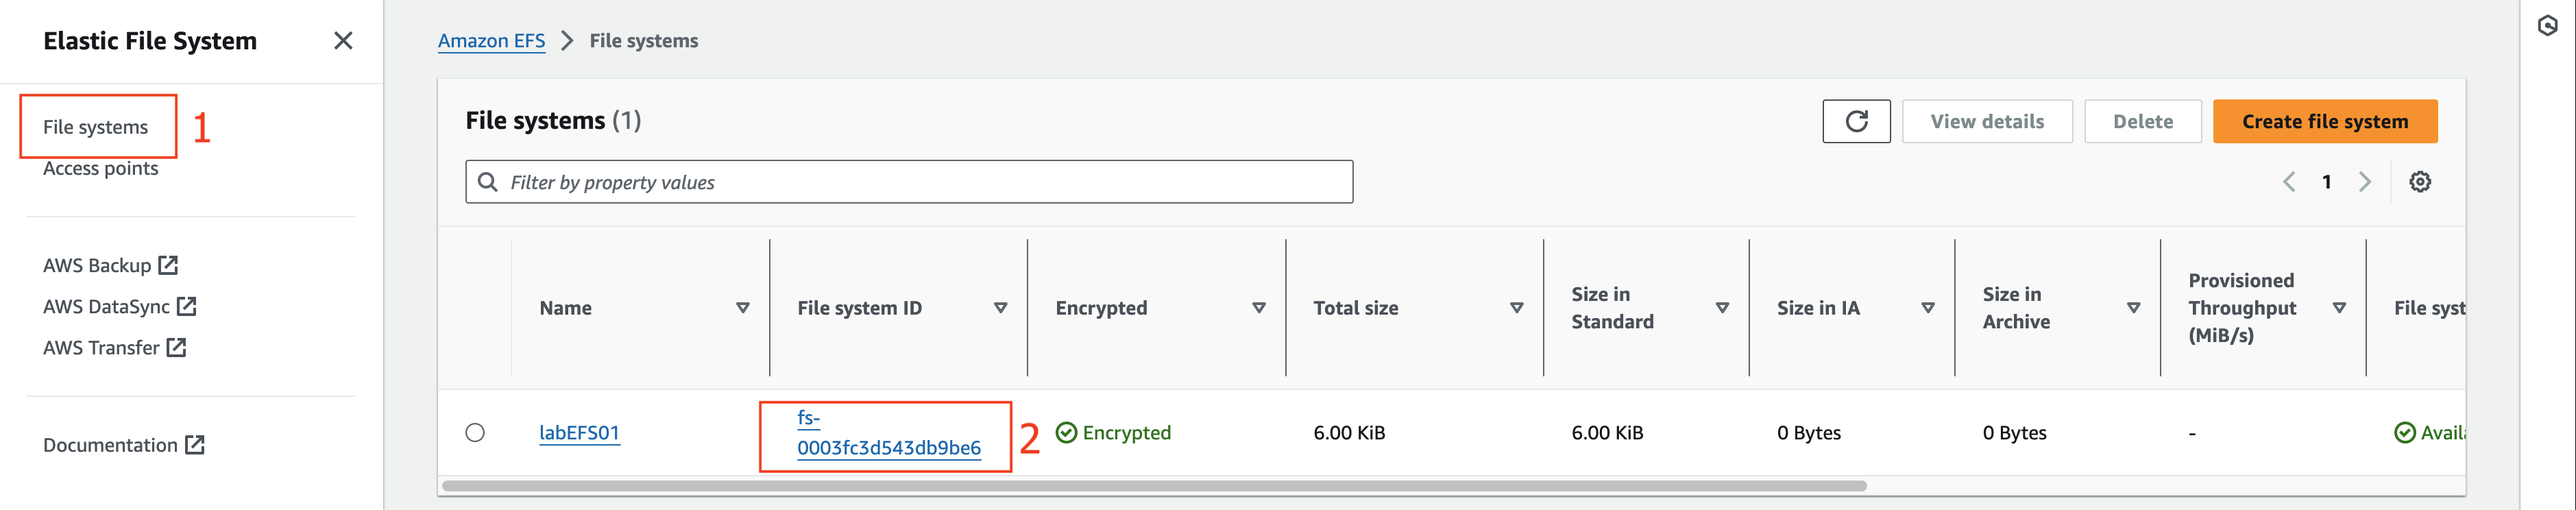 Elastic File System
File systems
1
Access points
AWS Backup
AWS DataSync
AWS Transfer
Documentation
Amazon EFS > File systems
File systems (1)
View details
Delete
Create file system
Filter by property values
1
Name
File system ID
Encrypted
Total size
Size in
Standard
Size in IA
Size in
Archive
Provisioned
Throughput
(MiB/s)
File syst
labEFS01
fs-
0003fc3d543db9be6
2
Encrypted
6.00 KiB
6.00 KiB
0 Bytes
0 Bytes
-
Avail